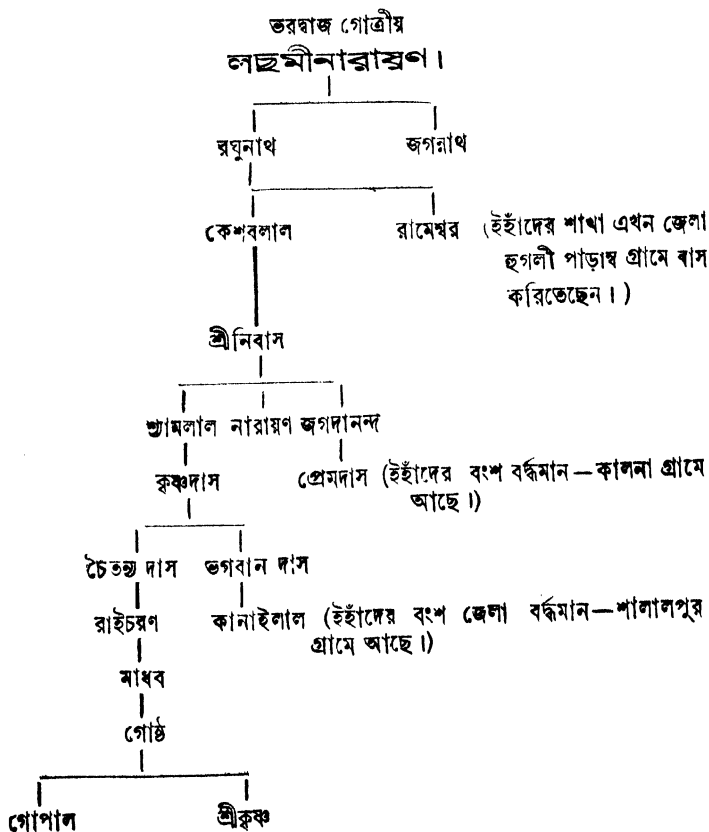 ভরদ্বাজ গোত্রীয়
লছমীনারায়ণ।
রঘুনাথ জগন্নাথ
কেশবলাল রামেশ্বর (ইহাঁদের শাখা এখন জেলা
হুগলী পাড়াম্ব গ্রামে বাস
করিতেছেন।)
শ্রীনিবাস
শ্যামলাল নারায়ণ জগদানন্দ
কৃষ্ণদাস প্রেমদাস (ইহাঁদের বংশ বর্দ্ধমান—কালনা গ্রামে
আছে।)
চৈতন্য দাস ভগবান দাস
রাইচরণ কানাইলাল (ইহাঁদের বংশ জেলা বর্দ্ধমান—শালালপুর
গ্রামে আছে।)
মাধব
গোষ্ঠ
গোপাল শ্রীকৃষ্ণ